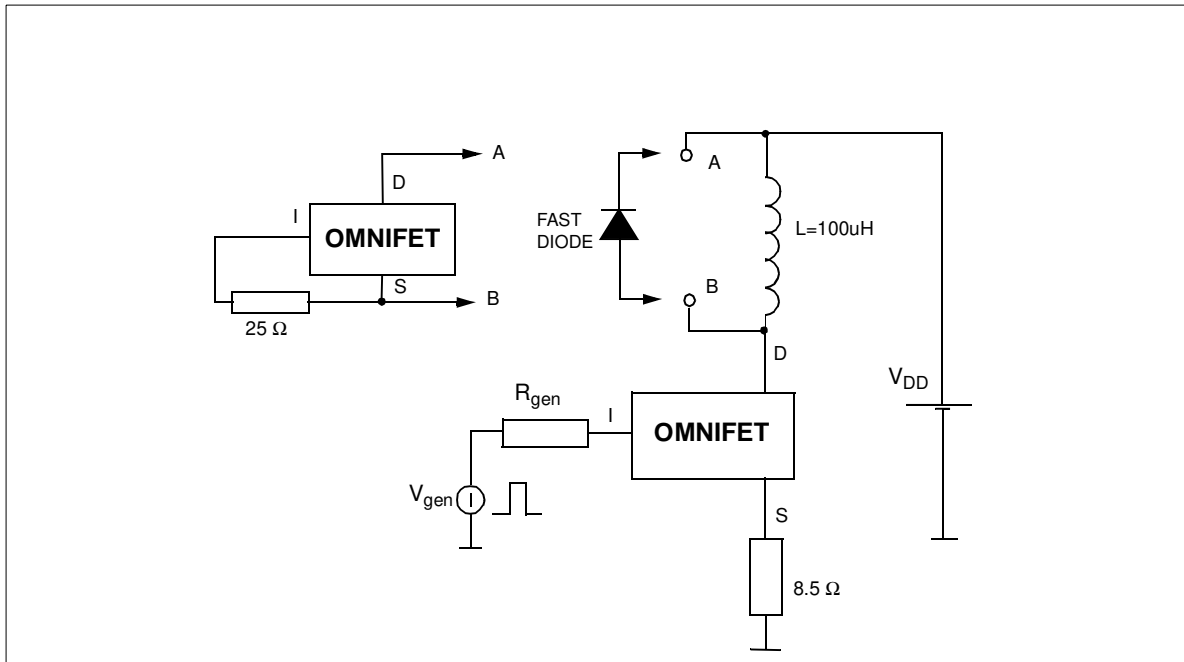 A
D
I
OMNIFET
S
B
25 Ω
FAST
DIODE
A
B
L=100uH
D
VDD
Rgen
I
OMNIFET
Vgen
I
S
8.5 Ω